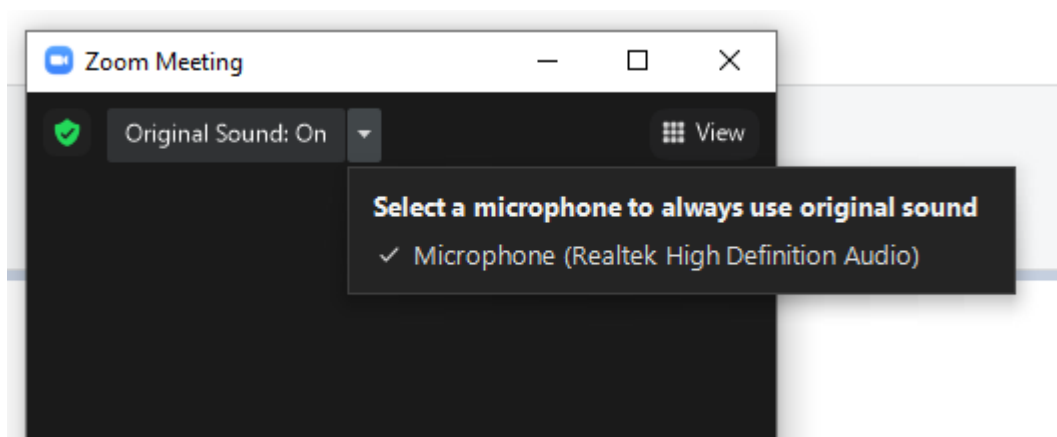 Zoom Meeting
Original Sound: On
View
Select a microphone to always use original sound
Microphone (Realtek High Definition Audio)